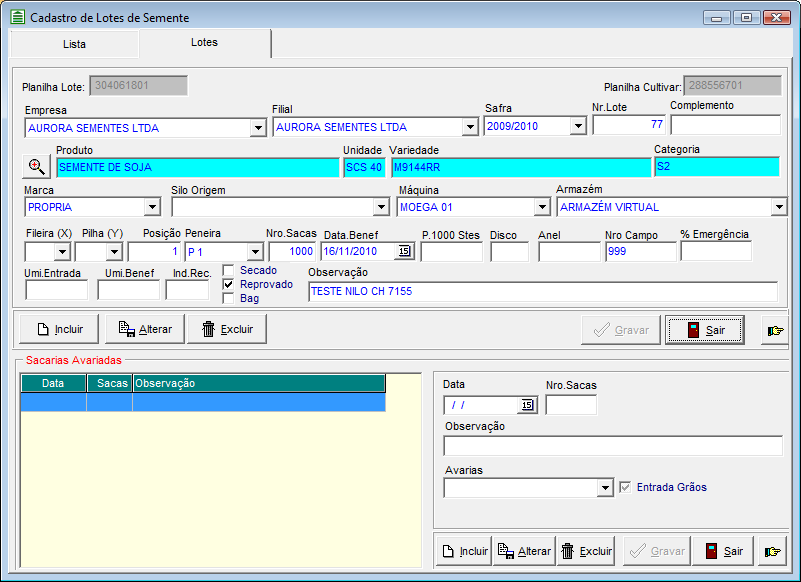 Cadastro de Lotes de Semente
Lista Lotes
Planilha Lote: 304061801 Planilha Cultivar: 288556701
Empresa Filial Safra Nr.Lote Complemento
AURORA SEMENTES LTDA AURORA SEMENTES LTDA 2009/2010 77
Produto Unidade Variedade Categoria
SEMENTE DE SOJA SCS 40 M9144RR S2
Marca Silo Origem Máquina Armazém
PROPRIA MOEGA 01 ARMAZÉM VIRTUAL
Fileira (X) Pilha (Y) Posição Peneira Nro.Sacas Data.Benef P.1000 Stes Disco Anel Nro Campo % Emergência
1 P 1 1000 16/11/2010 15 999
Umi.Entrada Umi.Benef Ind.Rec. Secado Observação
Reprovado TESTE NILO CH 7155
Bag
Incluir Alterar Excluir Gravar Sair
Sacarias Avariadas
Data Sacas Observação
Data Nro.Sacas
/ / 15
Observação
Avarias
Entrada Grãos
Incluir Alterar Excluir Gravar Sair